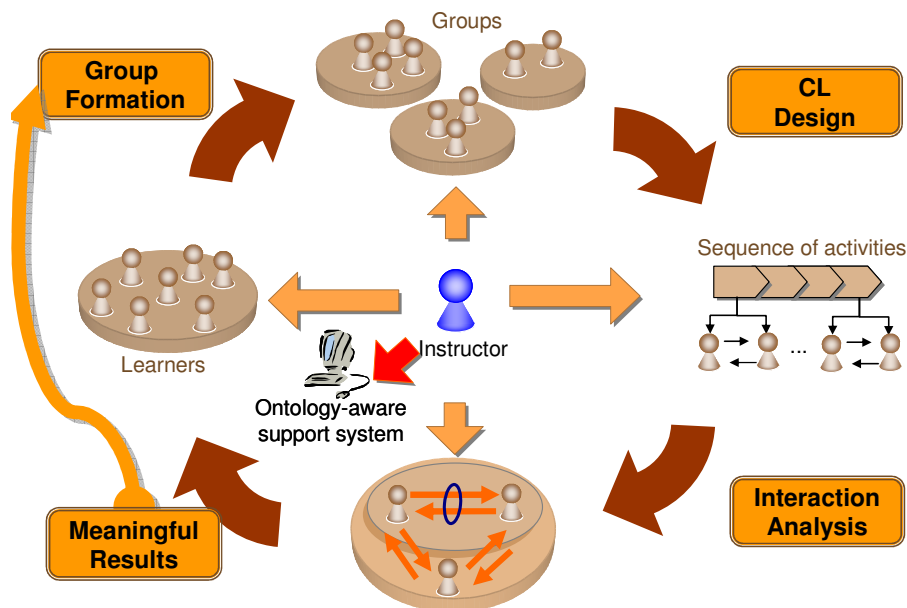 Groups
Group
Formation
CL
Design
Sequence of activities
...
Learners
Instructor
Ontology-aware
support system
Meaningful
Results
Interaction
Analysis